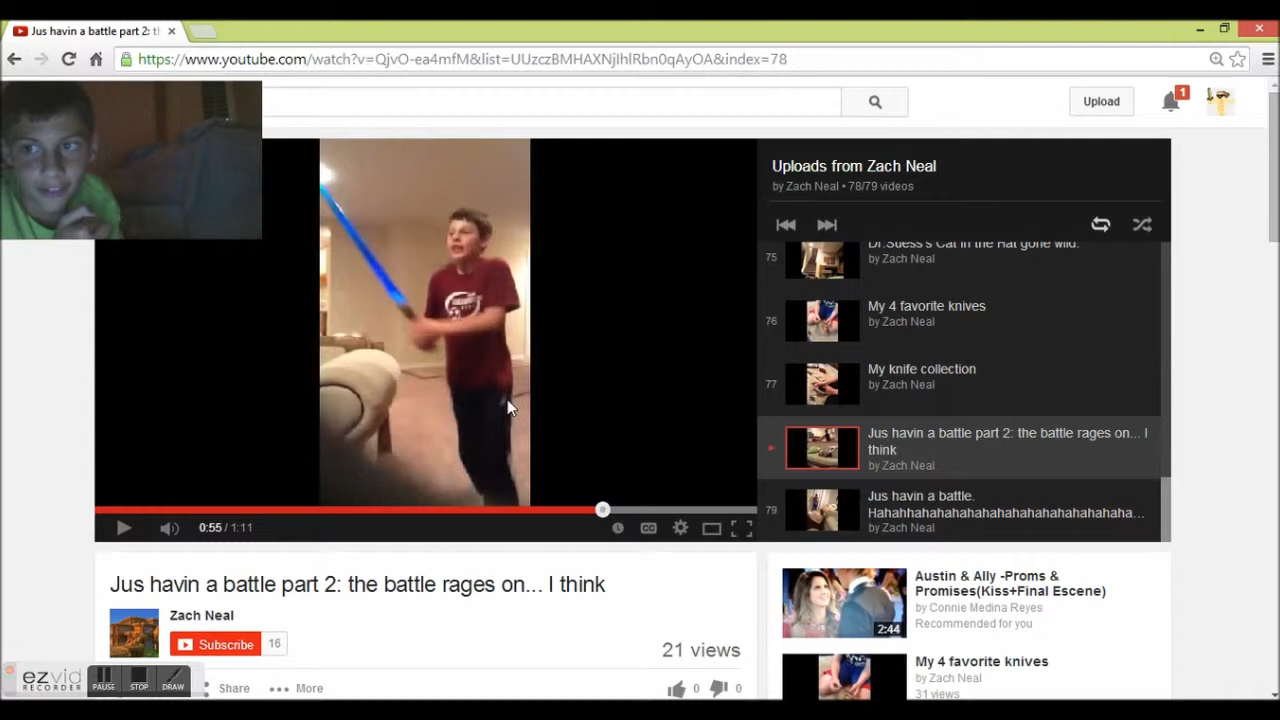 Jus havin a battle part 2: t
https://www.youtube.com/watch?v=QjvO-ea4mfM&list=UUzczBMHAXNjIhlRbn0qAyOA&index=78
Upload
1
Uploads from Zach Neal
by Zach Neal • 78/79 videos
75
Dr.Suess's Cat in the Hat gone wild.
by Zach Neal
76
My 4 favorite knives
by Zach Neal
77
My knife collection
by Zach Neal
Jus havin a battle part 2: the battle rages on... I
think
by Zach Neal
79
Jus havin a battle.
Hahahhahahahahahahahahahahahahaha...
by Zach Neal
0:55 / 1:11
CC
Jus havin a battle part 2: the battle rages on... I think
Zach Neal
Subscribe
16
21 views
Share
More
0
0
Austin & Ally -Proms &
Promises(Kiss+Final Escene)
by Connie Medina Reyes
Recommended for you
2:44
My 4 favorite knives
by Zach Neal
31 views
ezvid
RECORDER
PAUSE
STOP
DRAW